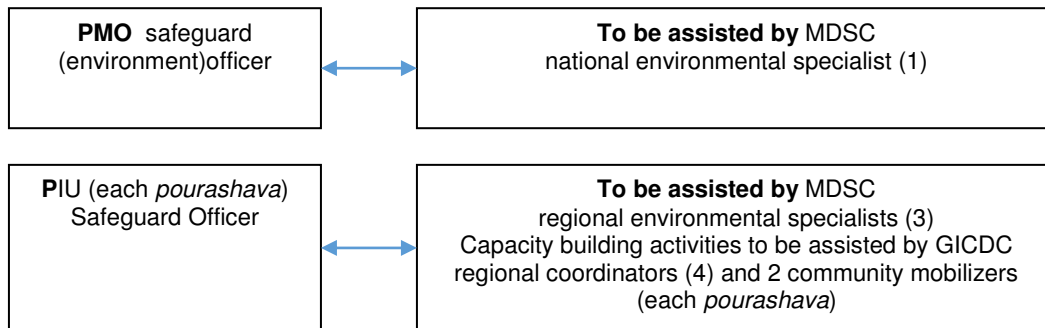 PMO safeguard
(environment)officer
To be assisted by MDSC
national environmental specialist (1)
PIU (each pourashava)
Safeguard Officer
To be assisted by MDSC
regional environmental specialists (3)
Capacity building activities to be assisted by GICDC
regional coordinators (4) and 2 community mobilizers
(each pourashava)